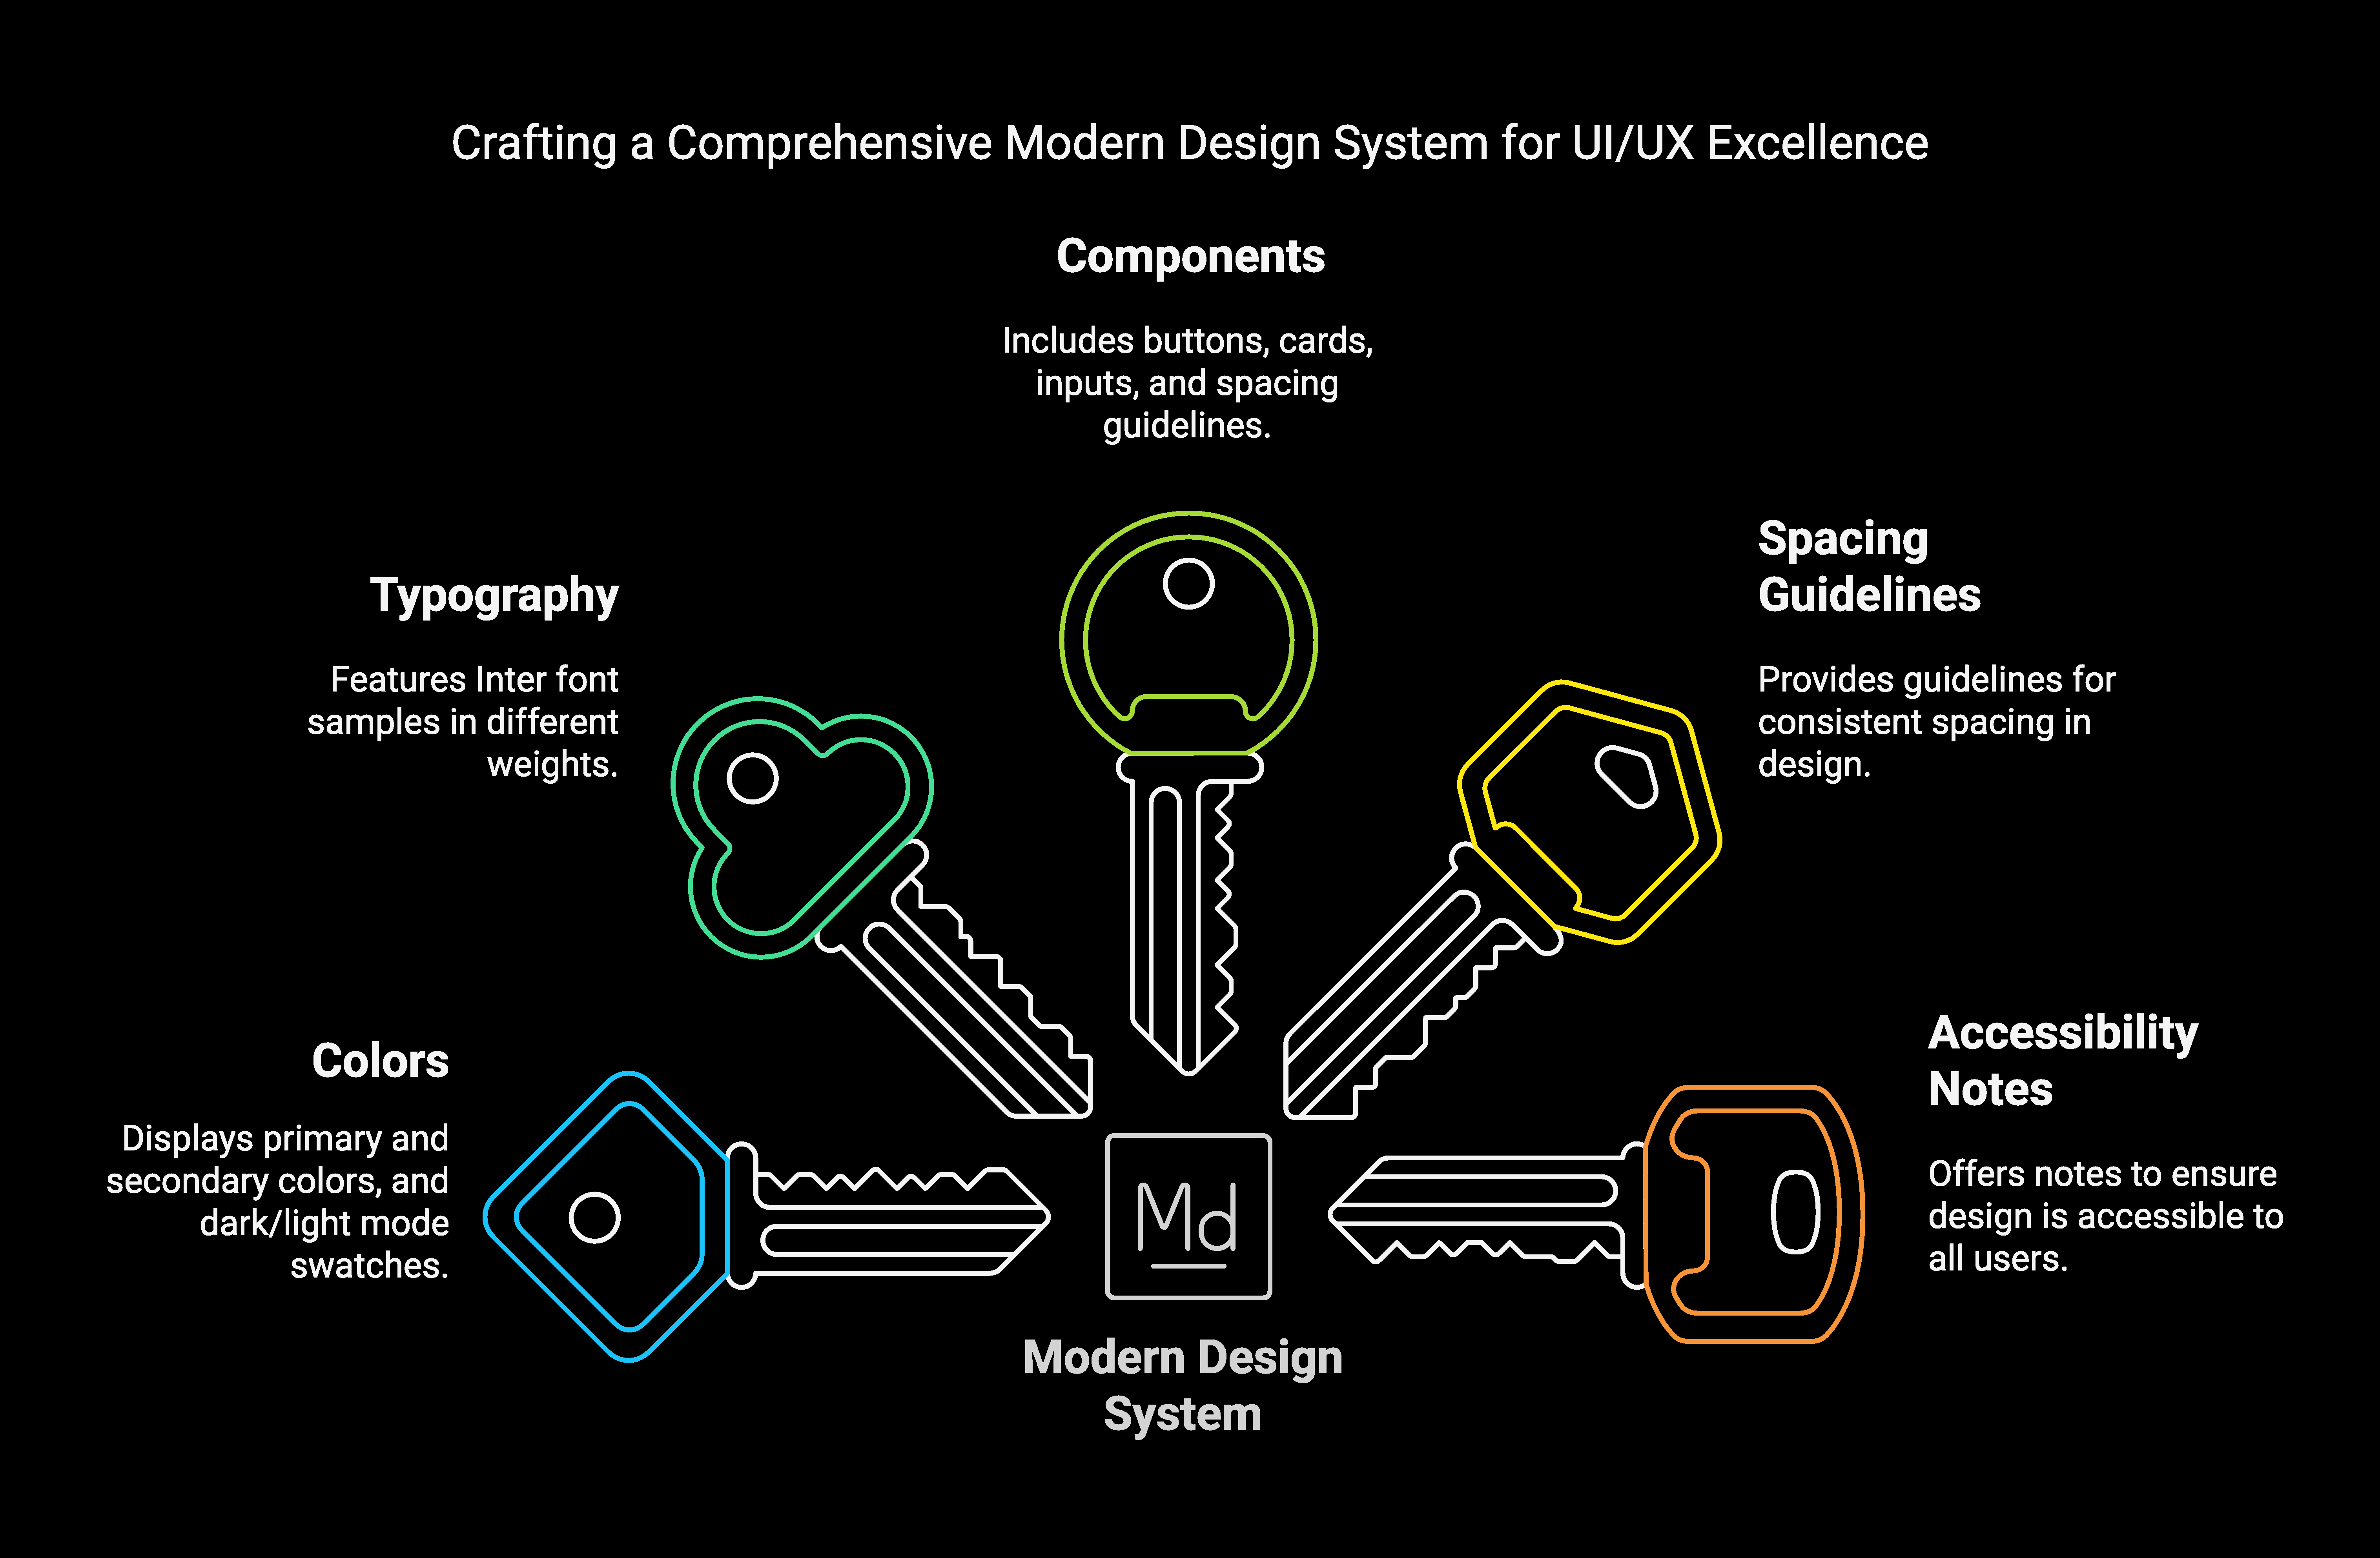 Crafting a Comprehensive Modern Design System for UI/UX Excellence
Components
Includes buttons, cards,
inputs, and spacing
guidelines.
Typography
Features Inter font
samples in different
weights.
Spacing
Guidelines
Provides guidelines for
consistent spacing in
design.
Colors
Displays primary and
secondary colors, and
dark/light mode
swatches.
Accessibility
Notes
Offers notes to ensure
design is accessible to
all users.
Md
Modern Design
System